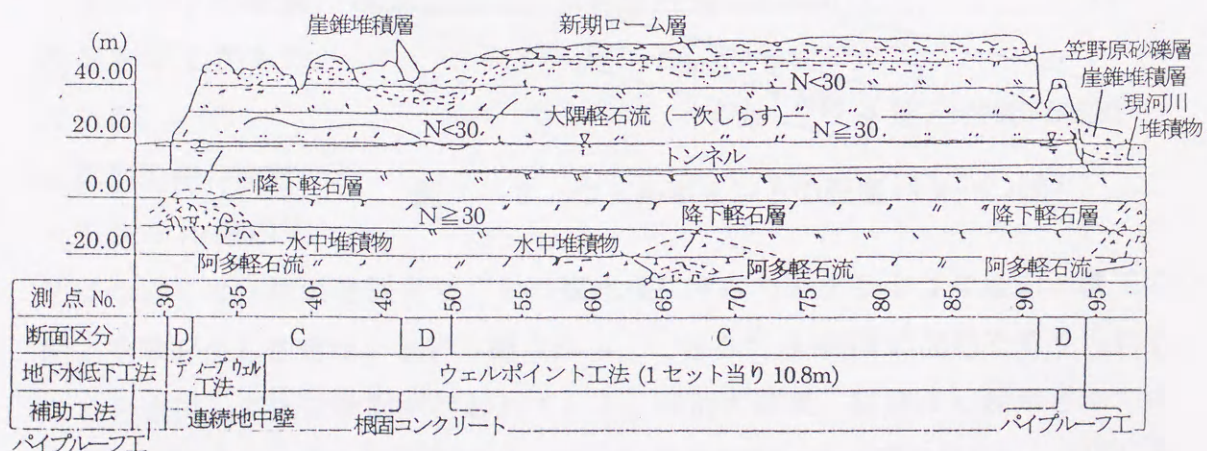 崖錐堆積層 新期ローム層
(m)
笠野原砂礫層
40.00 N<30 崖錐堆積層
大隅軽石流 (一次しらす) 現河川
20.00 N<30 N≧30 堆積物
トンネル
0.00 降下軽石層
N≧30 降下軽石層 降下軽石層
-20.00 水中堆積物 水中堆積物
阿多軽石流 阿多軽石流 阿多軽石流
測点 No. 30 35 40 45 50 55 60 65 70 75 80 85 90 95
断面区分 D C D C D
地下水低下工法 ディープウェル工法 ウェルポイント工法 (1セット当り 10.8m)
補助工法 連続地中壁 根固コンクリート パイプルーフ工
パイプルーフ工